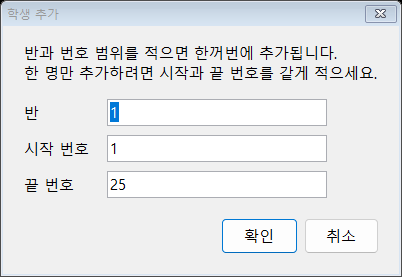 학생 추가
반과 번호 범위를 적으면 한꺼번에 추가됩니다.
한 명만 추가하려면 시작과 끝 번호를 같게 적으세요.
반 1
시작 번호 1
끝 번호 25
확인 취소